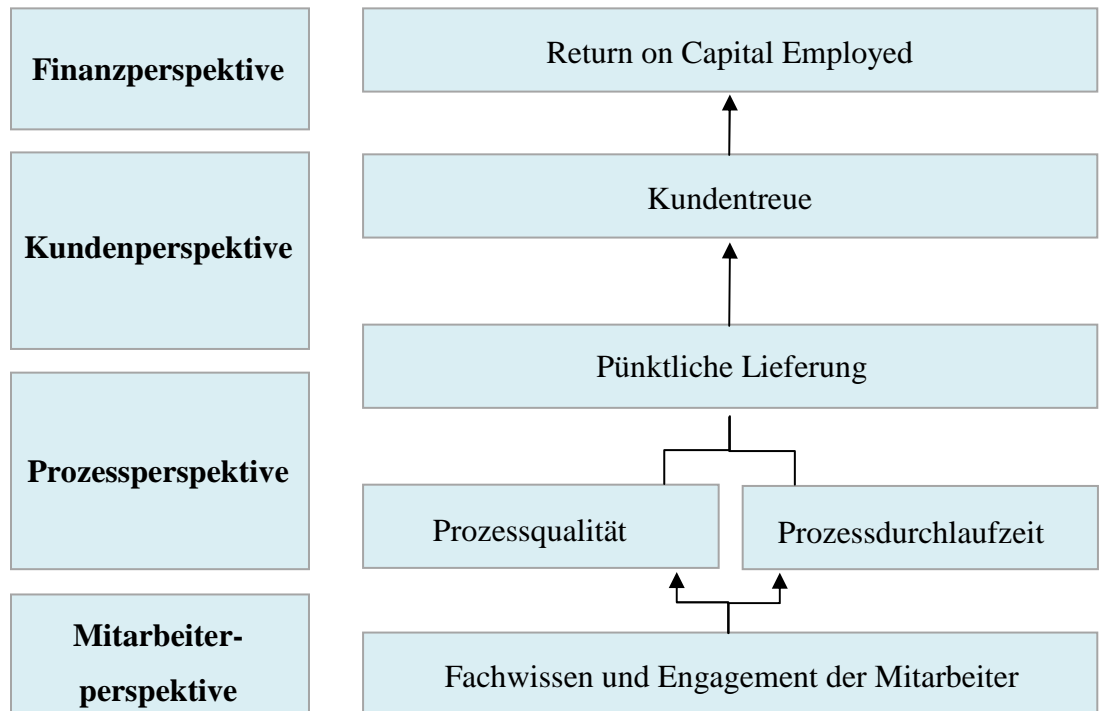 Finanzperspektive
Return on Capital Employed
Kundenperspektive
Kundentreue
Pünktliche Lieferung
Prozessperspektive
Prozessqualität
Prozessdurchlaufzeit
Mitarbeiter-
perspektive
Fachwissen und Engagement der Mitarbeiter